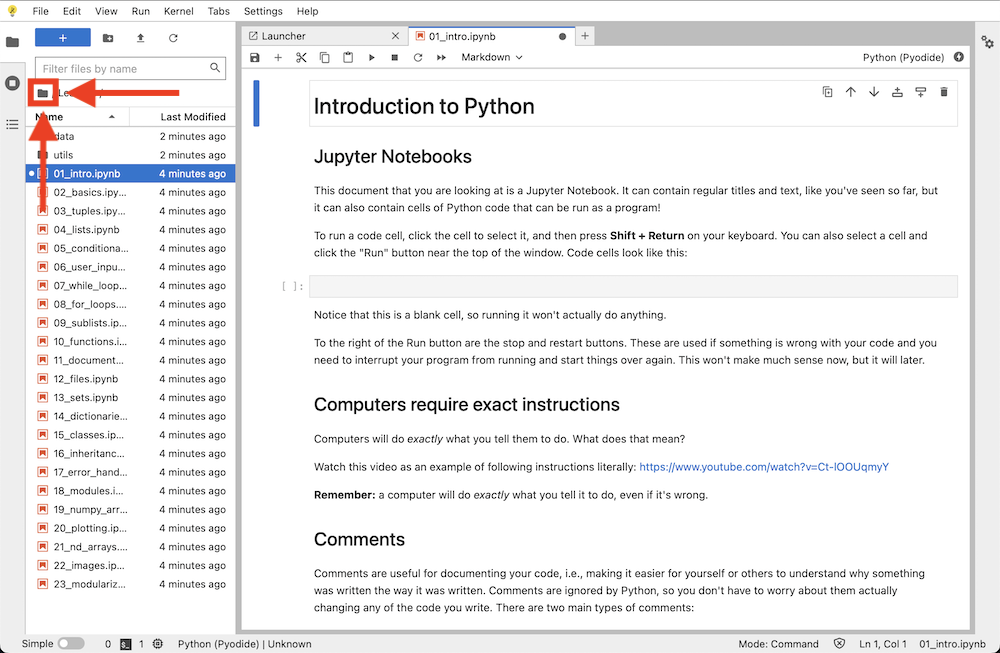 File Edit View Run Kernel Tabs Settings Help
Launcher
01_intro.ipynb
Markdown
Python (Pyodide)
Filter files by name
Last Modified
data 2 minutes ago
utils 2 minutes ago
01_intro.ipynb 4 minutes ago
02_basics.ipy... 4 minutes ago
03_tuples.ipy... 4 minutes ago
04_lists.ipynb 4 minutes ago
05_conditiona... 4 minutes ago
06_user_inpu... 4 minutes ago
07_while_loop... 4 minutes ago
08_for_loops.... 4 minutes ago
09_sublists.ip... 4 minutes ago
10_functions.i... 4 minutes ago
11_document... 4 minutes ago
12_files.ipynb 4 minutes ago
13_sets.ipynb 4 minutes ago
14_dictionarie... 4 minutes ago
15_classes.ip... 4 minutes ago
16_inheritanc... 4 minutes ago
17_error_hand... 4 minutes ago
18_modules.i... 4 minutes ago
19_numpy_arr... 4 minutes ago
20_plotting.ip... 4 minutes ago
21_nd_arrays.... 4 minutes ago
22_images.ip... 4 minutes ago
23_modulariz... 4 minutes ago
Introduction to Python
Jupyter Notebooks
This document that you are looking at is a Jupyter Notebook. It can contain regular titles and text, like you've seen so far, but
it can also contain cells of Python code that can be run as a program!
To run a code cell, click the cell to select it, and then press Shift + Return on your keyboard. You can also select a cell and
click the "Run" button near the top of the window. Code cells look like this:
[ ]:
Notice that this is a blank cell, so running it won't actually do anything.
To the right of the Run button are the stop and restart buttons. These are used if something is wrong with your code and you
need to interrupt your program from running and start things over again. This won't make much sense now, but it will later.
Computers require exact instructions
Computers will do exactly what you tell them to do. What does that mean?
Watch this video as an example of following instructions literally: https://www.youtube.com/watch?v=Ct-lOOUqmyY
Remember: a computer will do exactly what you tell it to do, even if it's wrong.
Comments
Comments are useful for documenting your code, i.e., making it easier for yourself or others to understand why something
was written the way it was written. Comments are ignored by Python, so you don't have to worry about them actually
changing any of the code you write. There are two main types of comments:
Simple 0 1 Python (Pyodide) | Unknown Mode: Command Ln 1, Col 1 01_intro.ipynb